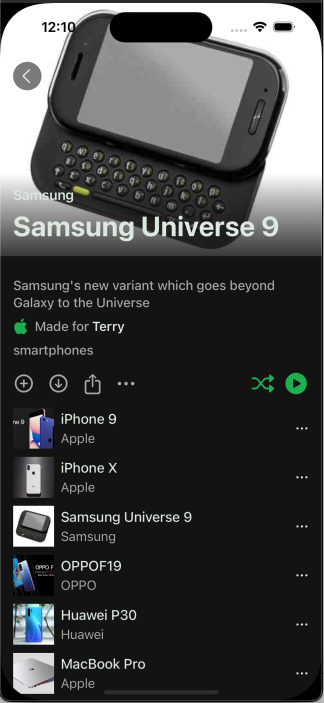 12:10
Samsung
Samsung Universe 9
Samsung's new variant which goes beyond
Galaxy to the Universe
Made for Terry
smartphones
iPhone 9
Apple
iPhone X
Apple
Samsung Universe 9
Samsung
OPPOF19
OPPO
Huawei P30
Huawei
MacBook Pro
Apple